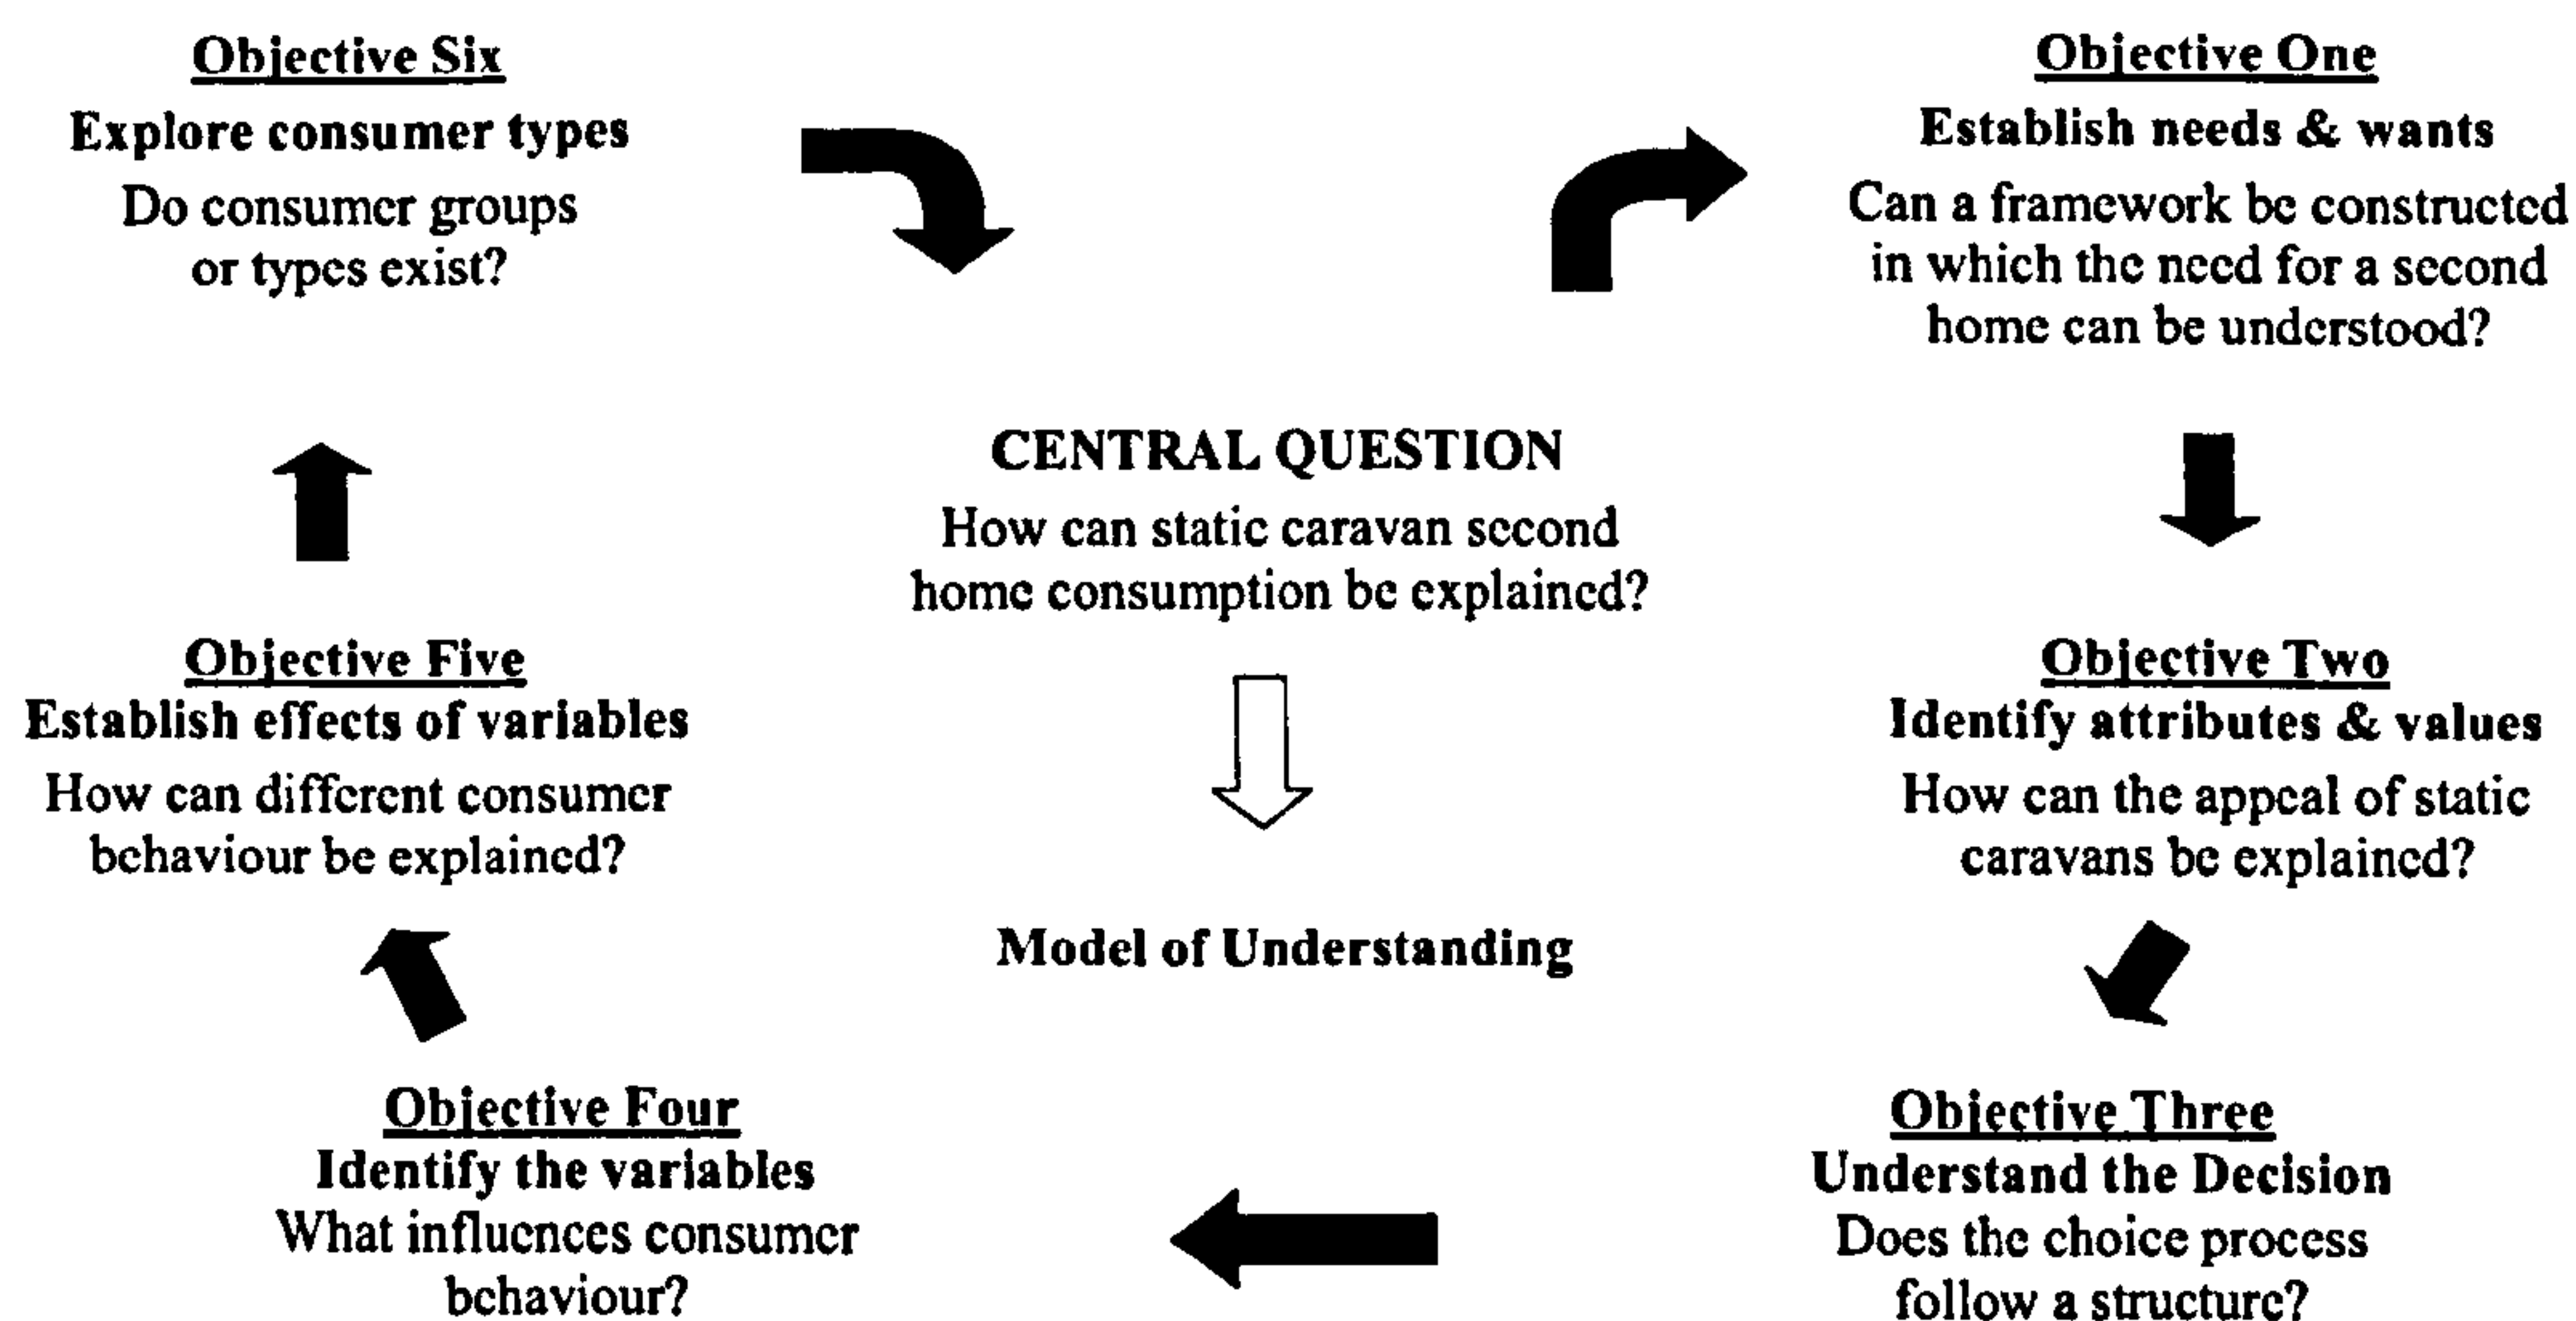 Objective Six
Explore consumer types
Do consumer groups
or types exist?
Objective One
Establish needs & wants
Can a framework be constructed
in which the need for a second
home can be understood?
CENTRAL QUESTION
How can static caravan second
home consumption be explained?
Objective Five
Establish effects of variables
How can different consumer
behaviour be explained?
Objective Two
Identify attributes & values
How can the appeal of static
caravans be explained?
Model of Understanding
Objective Four
Identify the variables
What influences consumer
behaviour?
Objective Three
Understand the Decision
Does the choice process
follow a structure?